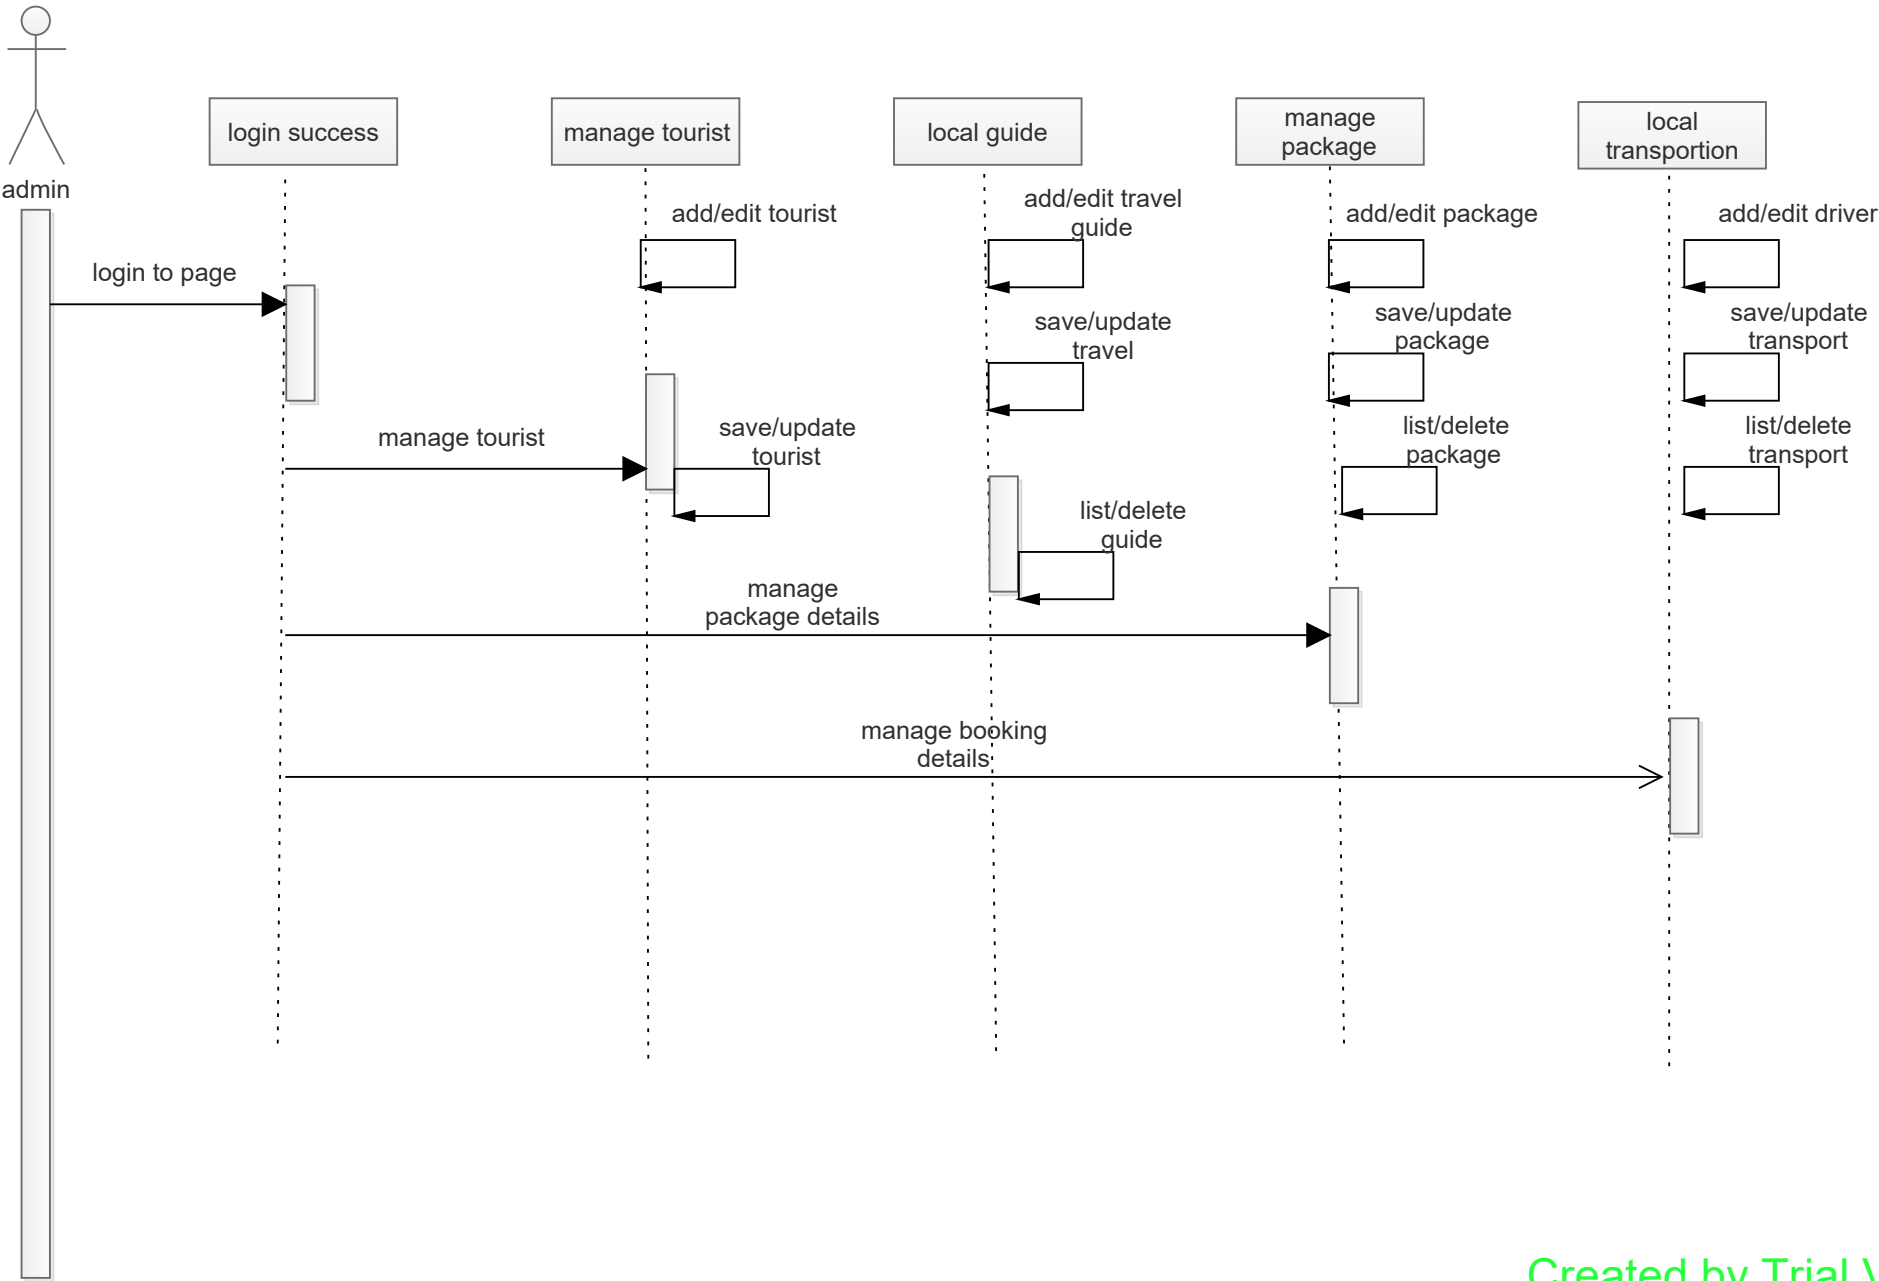 admin
login success
manage tourist
local guide
manage
package
local
transportion
add/edit tourist
add/edit travel
guide
add/edit package
add/edit driver
login to page
save/update
travel
save/update
package
save/update
transport
manage tourist
save/update
tourist
list/delete
package
list/delete
transport
list/delete
guide
manage
package details
manage booking
details
Created by Trial